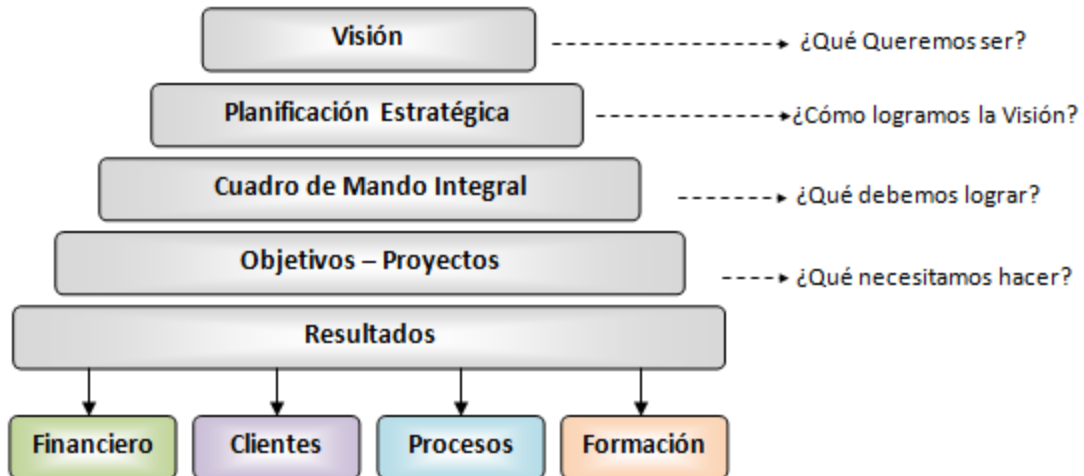 Visión
¿Qué Queremos ser?
Planificación Estratégica
¿Cómo logramos la Visión?
Cuadro de Mando Integral
¿Qué debemos lograr?
Objetivos – Proyectos
¿Qué necesitamos hacer?
Resultados
Financiero
Clientes
Procesos
Formación